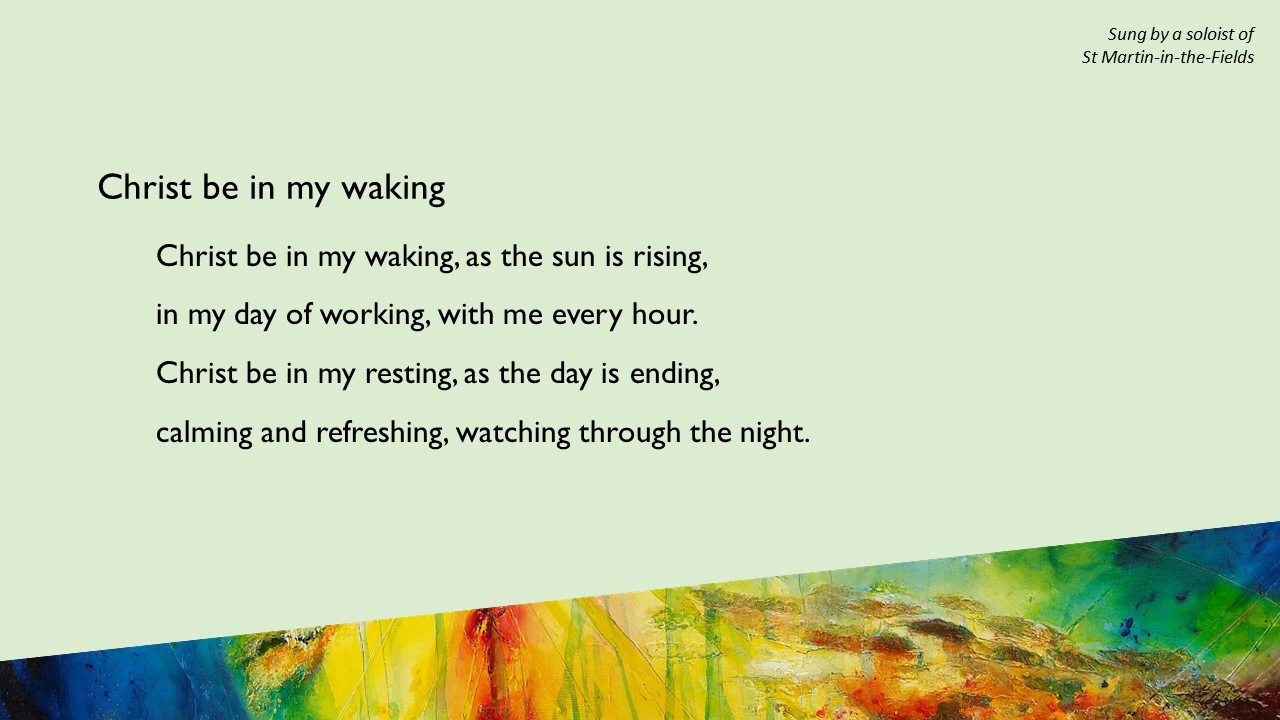 Sung by a soloist of
St Martin-in-the-Fields
Christ be in my waking
Christ be in my waking, as the sun is rising,
in my day of working, with me every hour.
Christ be in my resting, as the day is ending,
calming and refreshing, watching through the night.